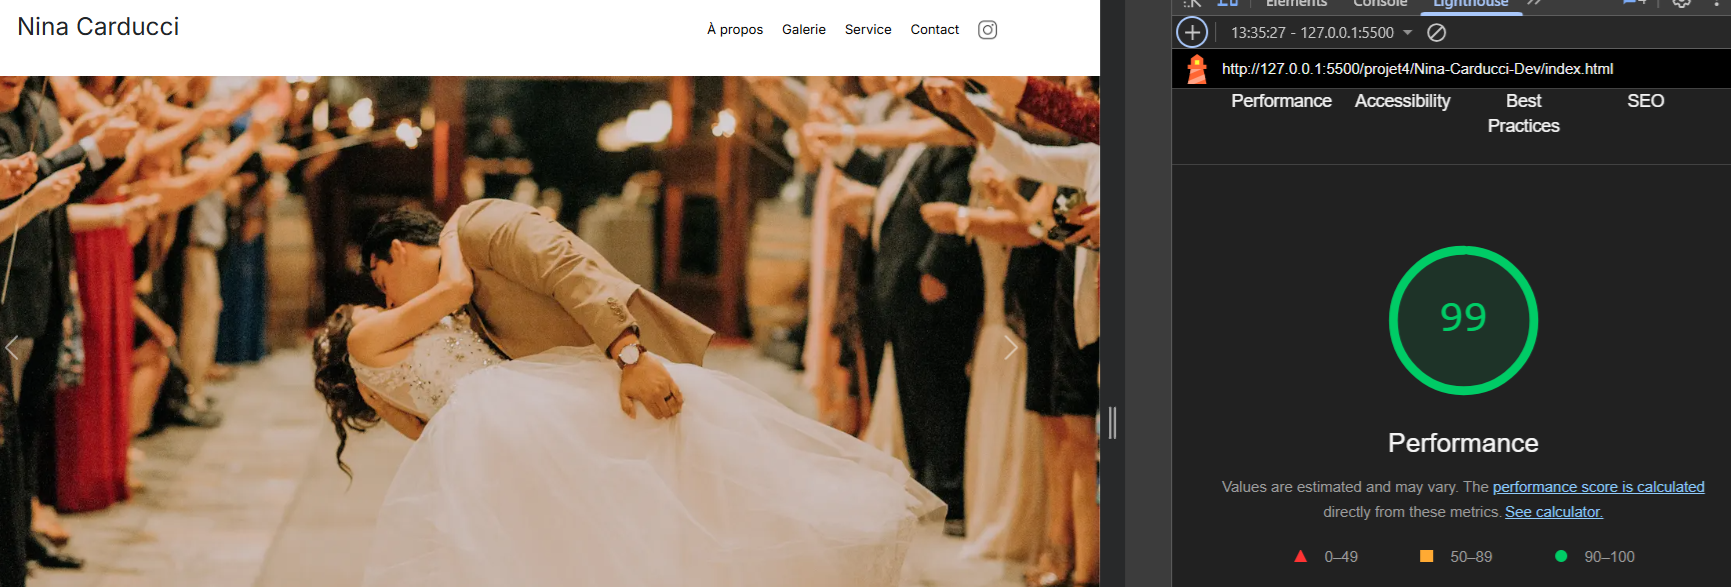 Nina Carducci
À propos Galerie Service Contact
Elements Console Lighthouse
4
13:35:27 - 127.0.0.1:5500
http://127.0.0.1:5500/projet4/Nina-Carducci-Dev/index.html
Performance Accessibility Best Practices SEO
99
Performance
Values are estimated and may vary. The performance score is calculated
directly from these metrics. See calculator.
0–49 50–89 90–100